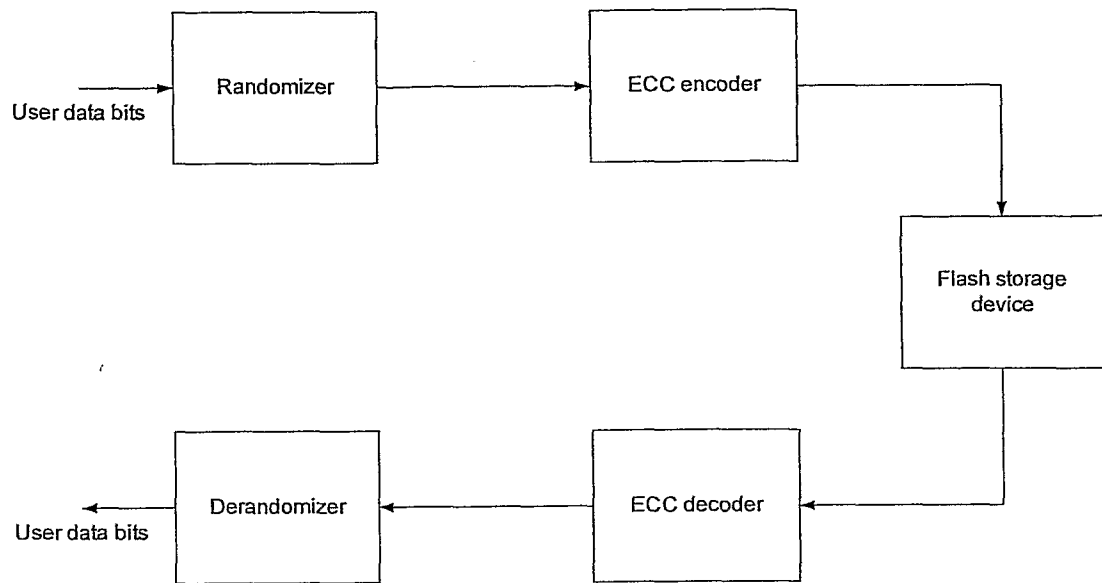 User data bits
Randomizer
ECC encoder
Flash storage
device
ECC decoder
Derandomizer
User data bits